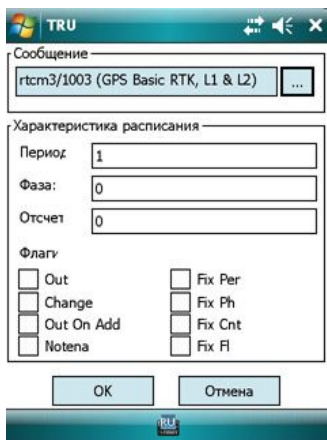 TRU
Сообщение
rtcm3/1003 (GPS Basic RTK, L1 & L2)
...
Характеристика расписания
Период 1
Фаза: 0
Отсчет 0
Флаги
Out Fix Per
Change Fix Ph
Out On Add Fix Cnt
Notena Fix Fl
OK Отмена
RU